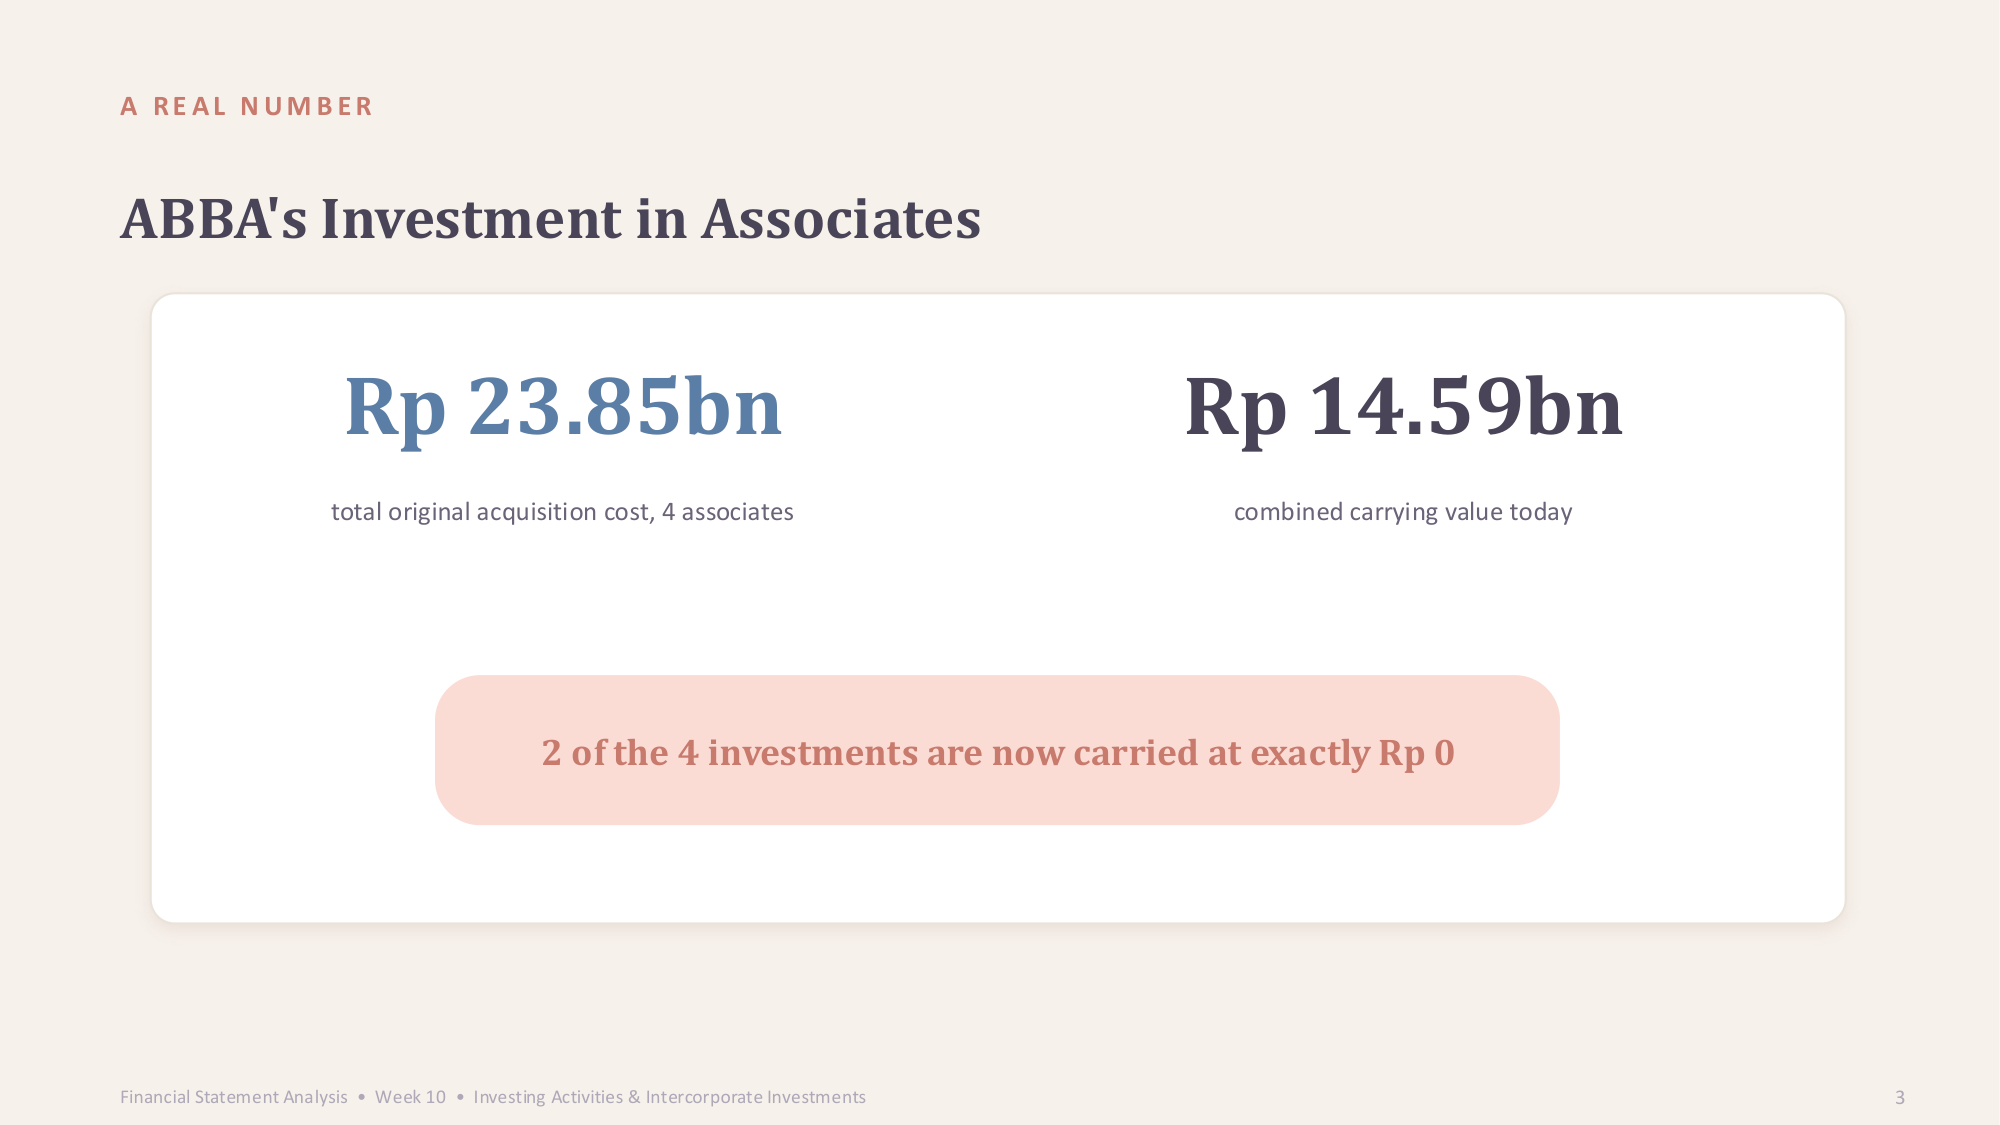 A REAL NUMBER
ABBA's Investment in Associates
Rp 23.85bn
total original acquisition cost, 4 associates
Rp 14.59bn
combined carrying value today
2 of the 4 investments are now carried at exactly Rp 0
Financial Statement Analysis • Week 10 • Investing Activities & Intercorporate Investments
3